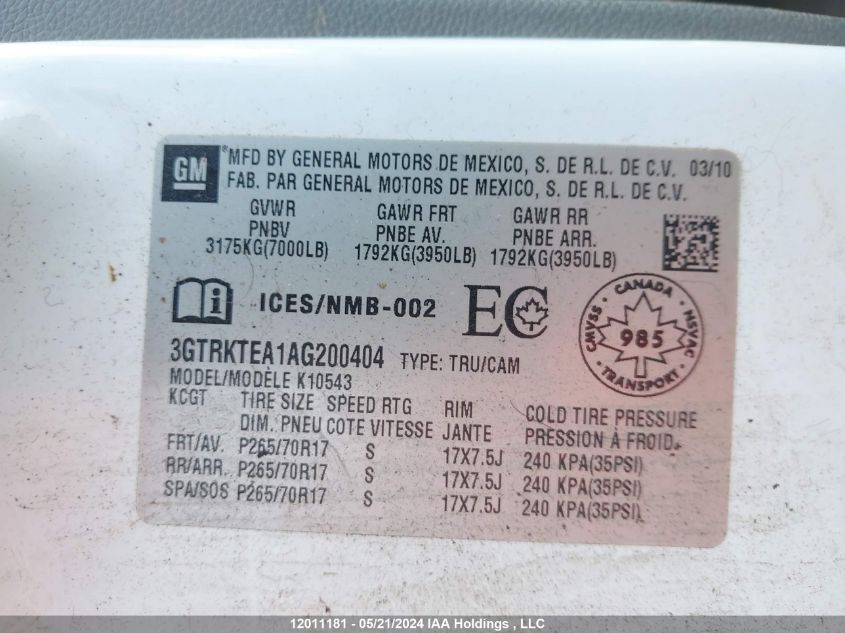 GM
*MFD BY GENERAL MOTORS DE MEXICO, S. DE R.L. DE C.V. 03/10
FAB. PAR GENERAL MOTORS DE MEXICO, S. DE R.L. DE C.V.
GVWR GAWR FRT GAWR RR
PNBV PNBE AV. PNBE ARR.
3175KG(7000LB) 1792KG(3950LB) 1792KG(3950LB)
i ICES/NMB-002 EC
CANADA
CMVSS 985 NSVAC
TRANSPORT
3GTRKTEA1AG200404 TYPE: TRU/CAM
MODEL/MODÈLE K10543
KCGT TIRE SIZE SPEED RTG RIM COLD TIRE PRESSURE
DIM. PNEU COTE VITESSE JANTE PRESSION À FROID
FRT/AV. P265/70R17 S 17X7.5J 240 KPA(35PSI)
RR/ARR. P265/70R17 S 17X7.5J 240 KPA(35PSI)
SPA/SOS P265/70R17 S 17X7.5J 240 KPA(35PSI)
12011181 - 05/21/2024 IAA Holdings , LLC